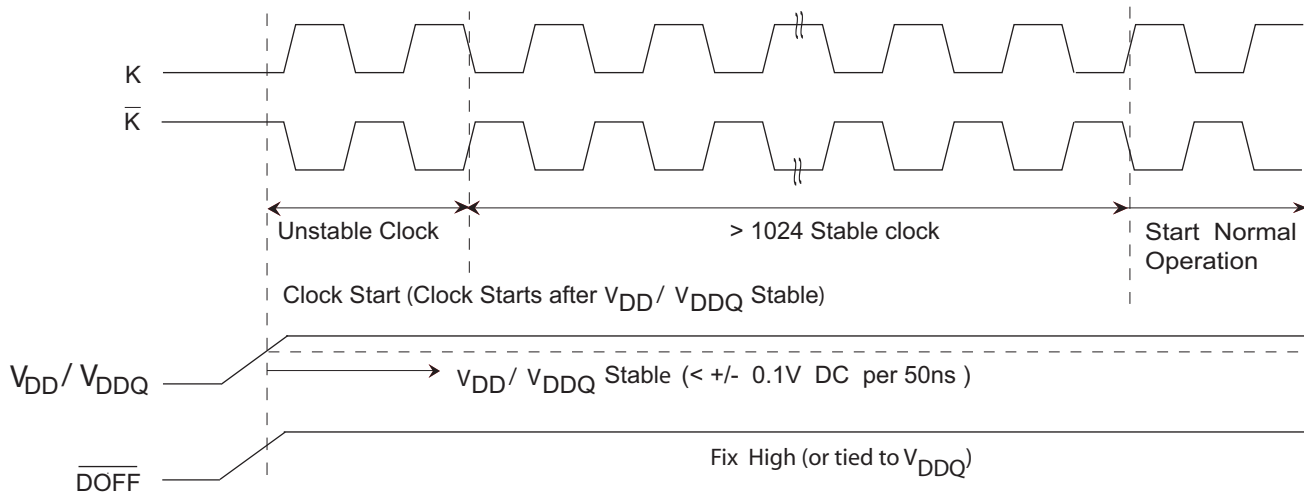 K
K̅
Unstable Clock
> 1024 Stable clock
Start Normal
Operation
Clock Start (Clock Starts after VDD / VDDQ Stable)
VDD / VDDQ
VDD / VDDQ Stable (< +/- 0.1V DC per 50ns )
Fix High (or tied to VDDQ)
D̅O̅F̅F̅